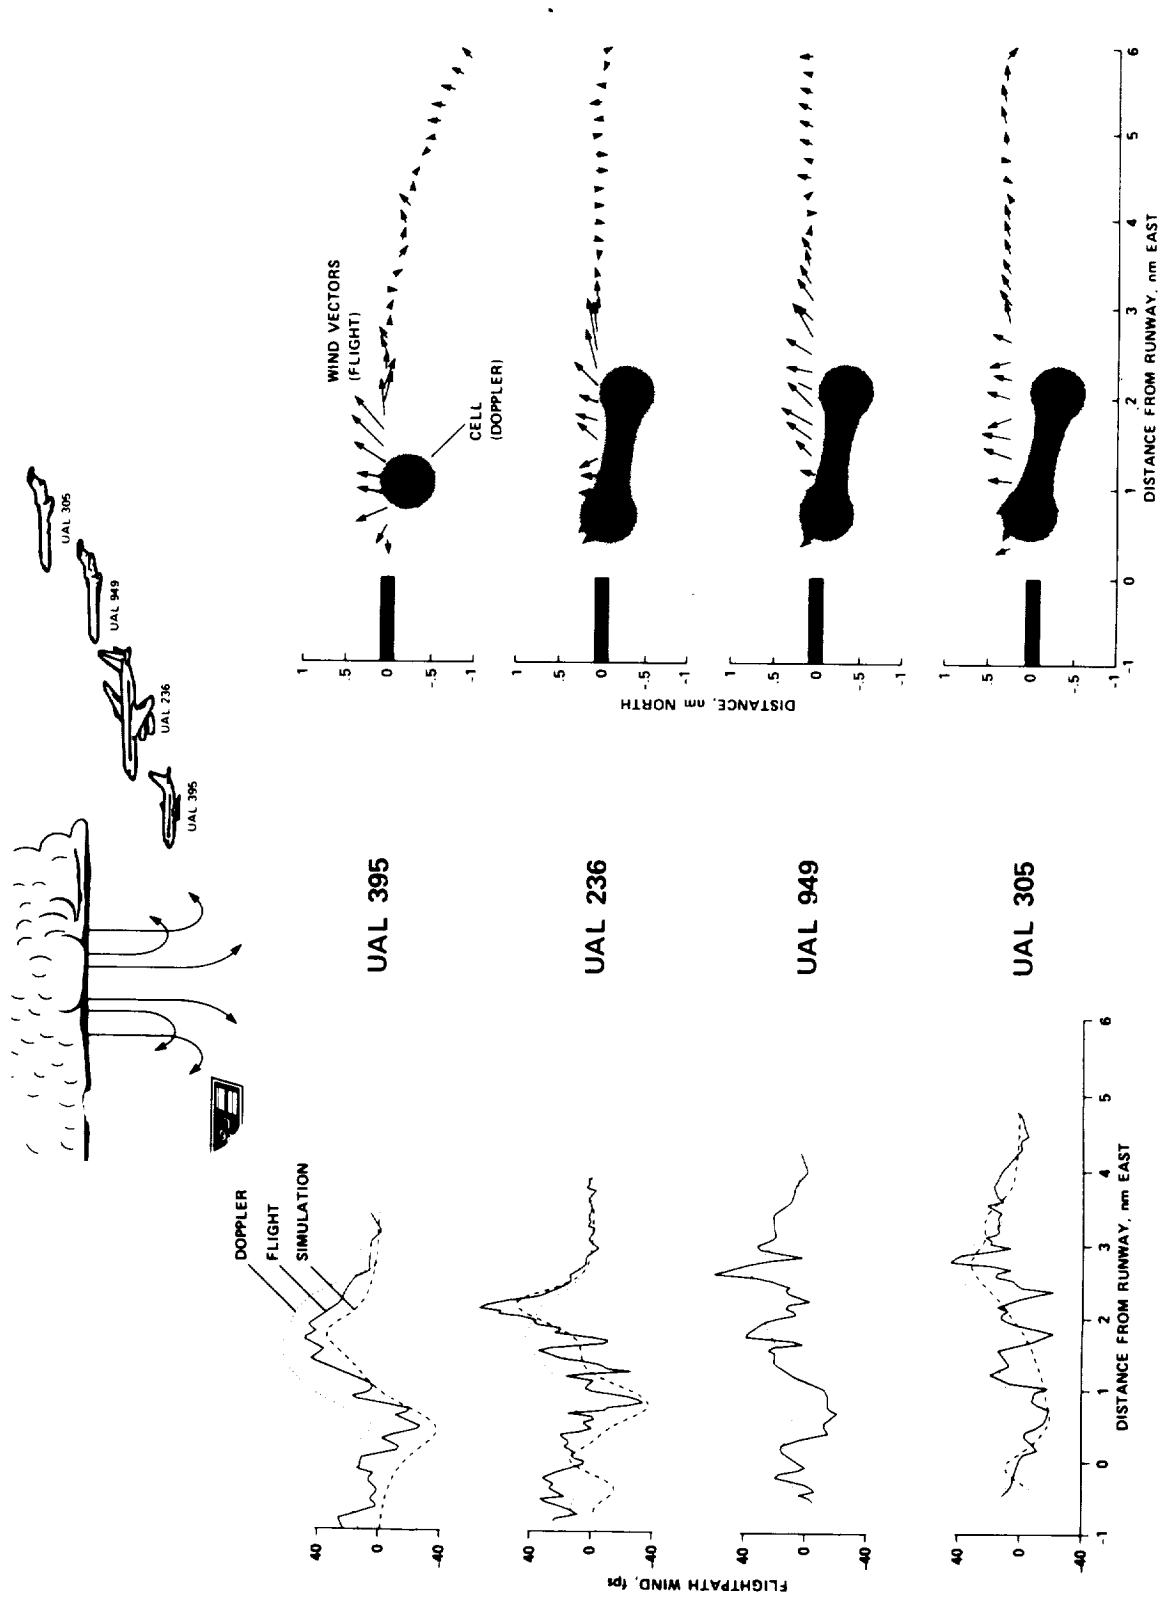 UAL 395
UAL 236
UAL 949
UAL 305
DOPPLER
FLIGHT
SIMULATION
FLIGHTPATH WIND, fps
40
0
-40
UAL 395
40
0
-40
UAL 236
40
0
-40
UAL 949
40
0
-40
UAL 305
-1 0 1 2 3 4 5 6
DISTANCE FROM RUNWAY, nm EAST
WIND VECTORS
(FLIGHT)
CELL
(DOPPLER)
DISTANCE, nm NORTH
1
.5
0
-.5
-1
1
.5
0
-.5
-1
1
.5
0
-.5
-1
1
.5
0
-.5
-1
-1 0 1 2 3 4 5 6
DISTANCE FROM RUNWAY, nm EAST